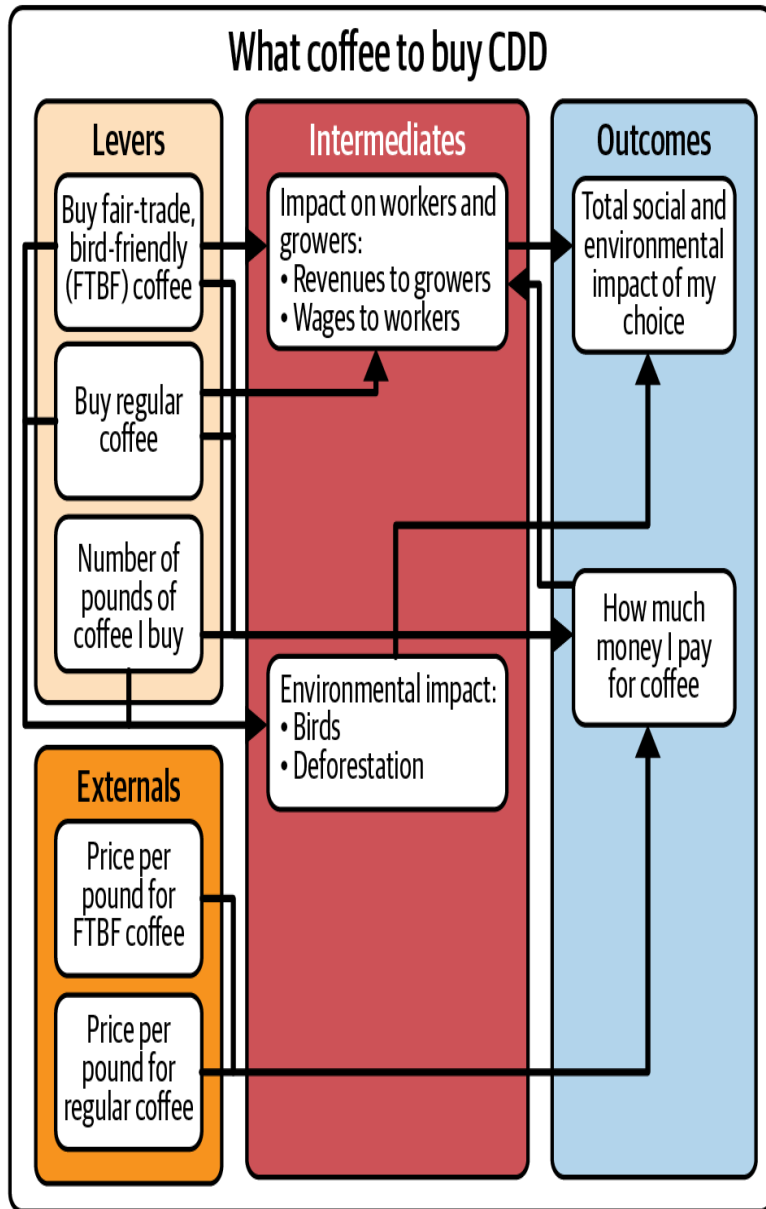 What coffee to buy CDD
Levers
Buy fair-trade,
bird-friendly
(FTBF) coffee
Buy regular
coffee
Number of
pounds of
coffee I buy
Externals
Price per
pound for
FTBF coffee
Price per
pound for
regular coffee
Intermediates
Impact on workers and
growers:
• Revenues to growers
• Wages to workers
Environmental impact:
• Birds
• Deforestation
Outcomes
Total social and
environmental
impact of my
choice
How much
money I pay
for coffee